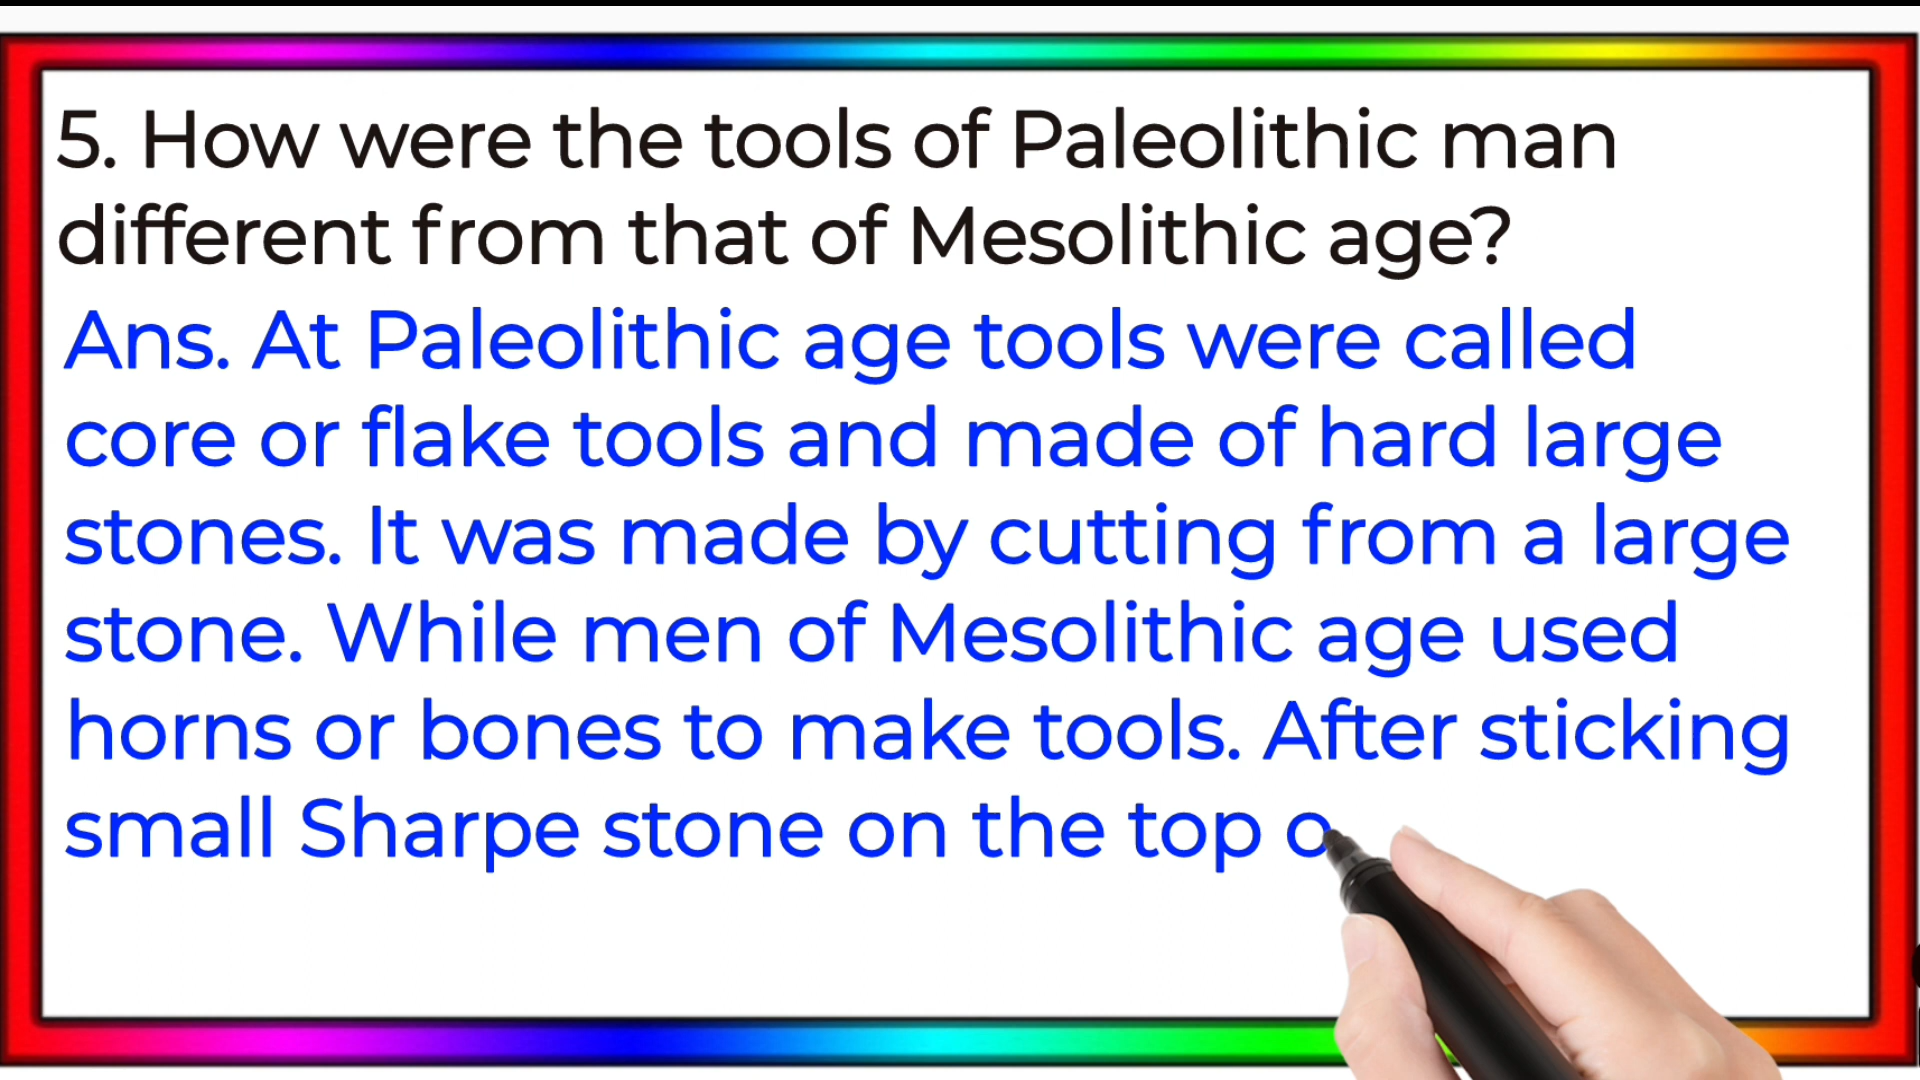 5. How were the tools of Paleolithic man
different from that of Mesolithic age?
Ans. At Paleolithic age tools were called
core or flake tools and made of hard large
stones. It was made by cutting from a large
stone. While men of Mesolithic age used
horns or bones to make tools. After sticking
small Sharpe stone on the top o